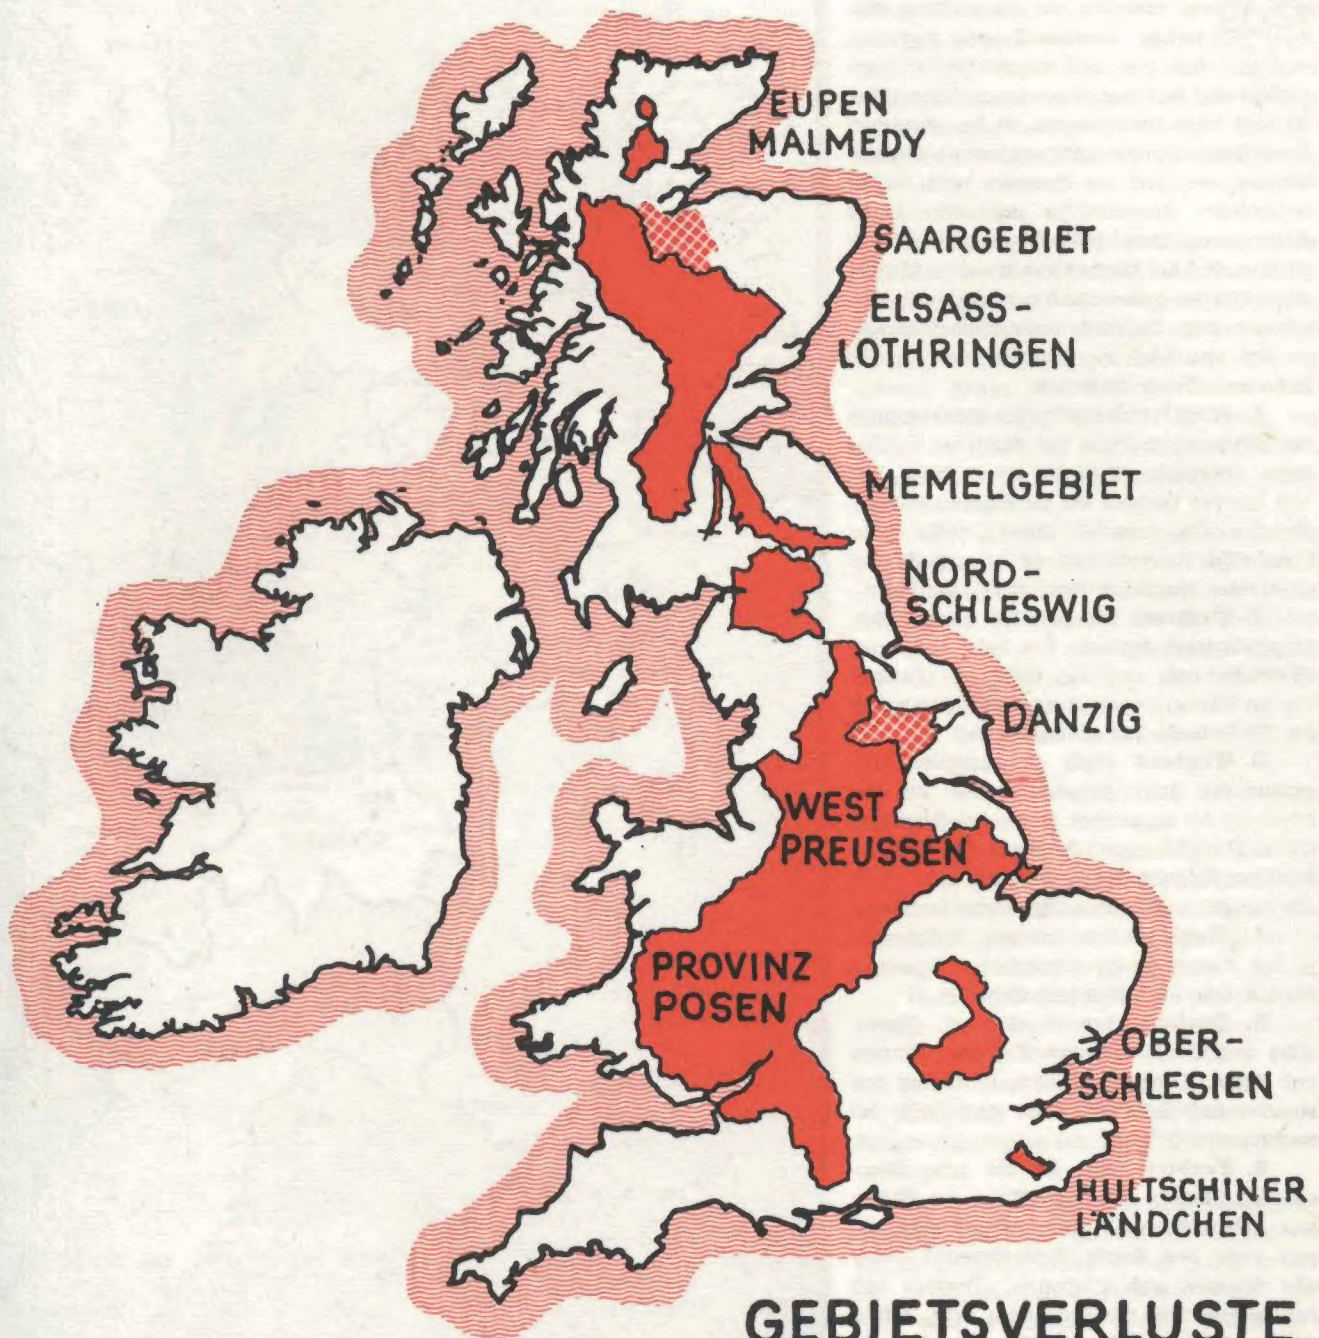 EUPEN
MALMEDY
SAARGEBIET
ELSASS-
LOTHRINGEN
MEMELGEBIET
NORD-
SCHLESWIG
DANZIG
WEST
PREUSSEN
PROVINZ
POSEN
OBER-
SCHLESIEN
HULTSCHINER
LÄNDCHEN
GEBIETSVERLUSTE